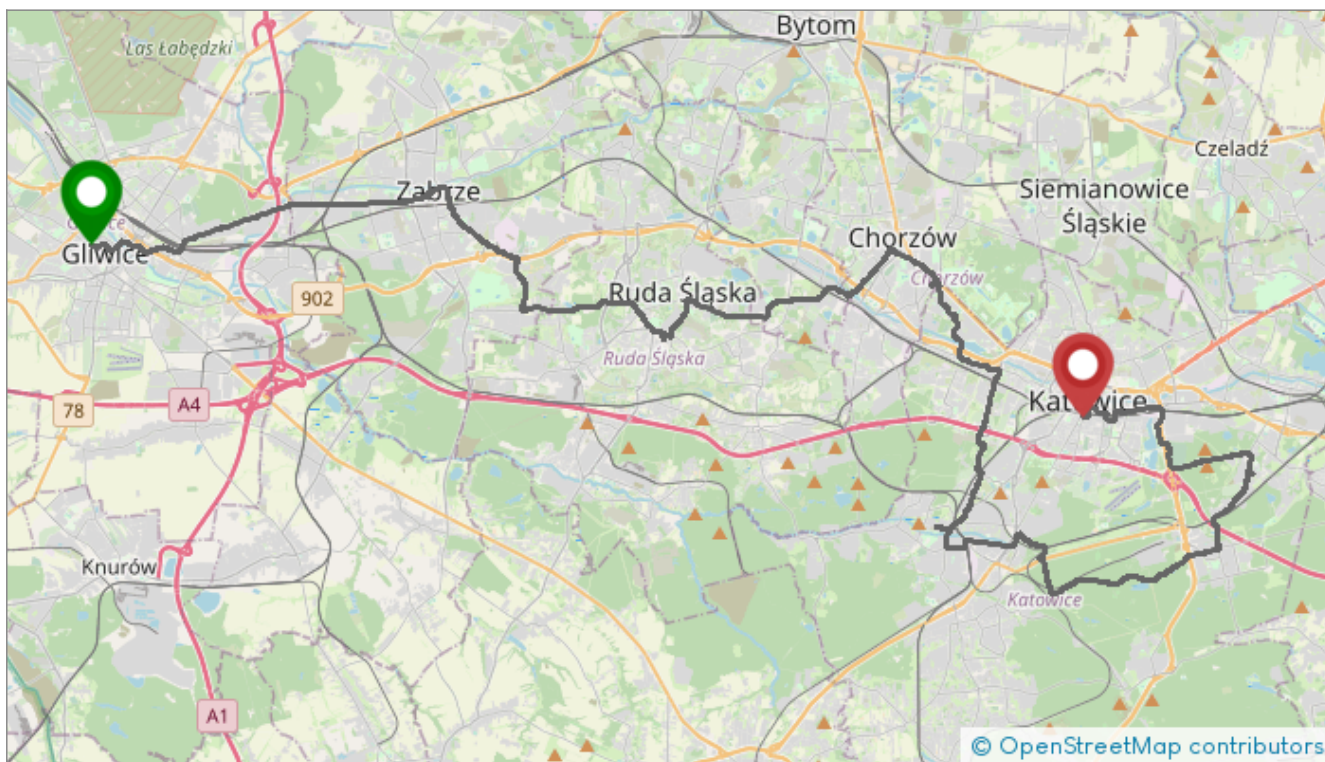 Bytom
Las Łabędzki
Czeladź
Siemianowice
Śląskie
Zabrze
Gliwice
Chorzów
Chorzów
902
Ruda Śląska
Ruda Śląska
A4
78
Katowice
Knurów
Katowice
A1
© OpenStreetMap contributors